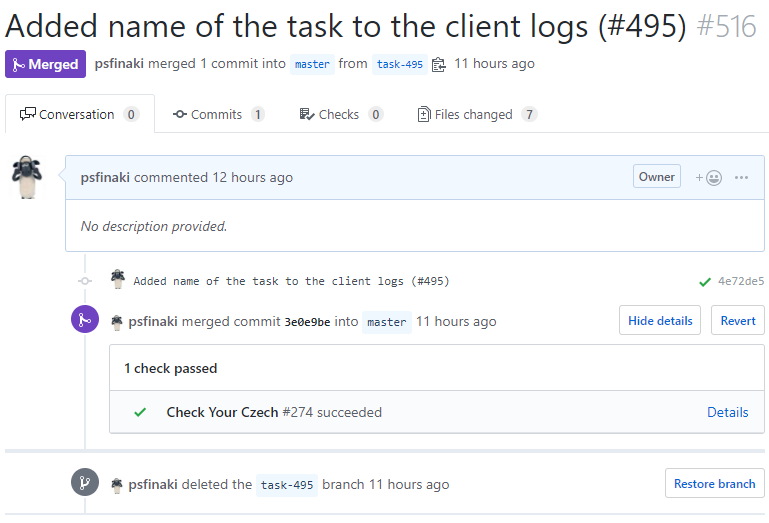 Added name of the task to the client logs (#495) #516
Merged psfinaki merged 1 commit into master from task-495 11 hours ago
Conversation 0 Commits 1 Checks 0 Files changed 7
psfinaki commented 12 hours ago Owner
No description provided.
Added name of the task to the client logs (#495) 4e72de5
psfinaki merged commit 3e0e9be into master 11 hours ago Hide details Revert
1 check passed
Check Your Czech #274 succeeded Details
psfinaki deleted the task-495 branch 11 hours ago Restore branch